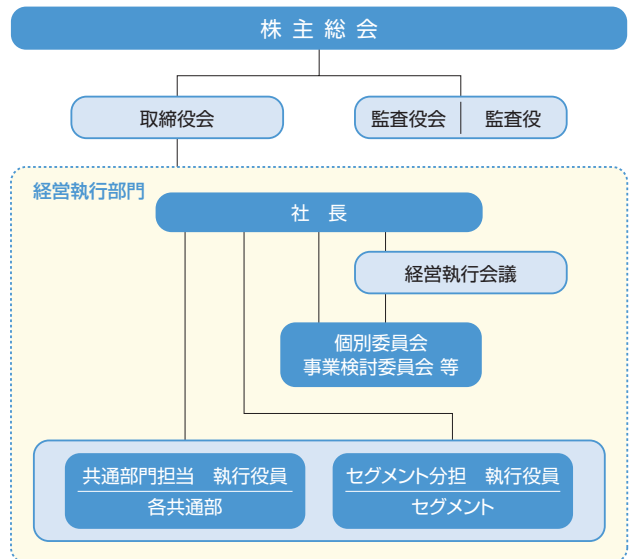 株 主 総 会
取締役会
監査役会 監査役
経営執行部門
社 長
経営執行会議
個別委員会
事業検討委員会 等
共通部門担当 執行役員
各共通部
セグメント分担 執行役員
セグメント